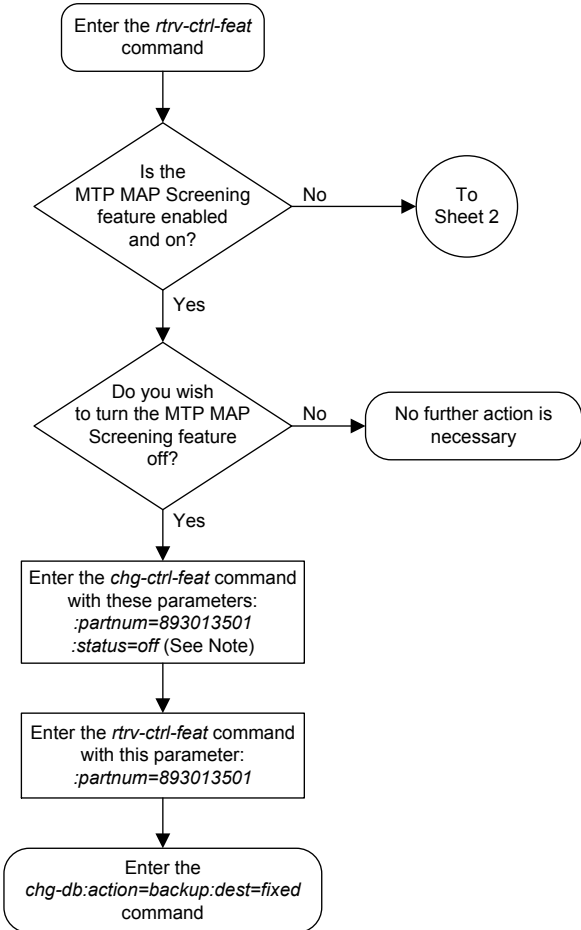 Enter the rtrv-ctrl-feat
command
Is the
MTP MAP Screening
feature enabled
and on?
No
To
Sheet 2
Yes
Do you wish
to turn the MTP MAP
Screening feature
off?
No
No further action is
necessary
Yes
Enter the chg-ctrl-feat command
with these parameters:
:partnum=893013501
:status=off (See Note)
Enter the rtrv-ctrl-feat command
with this parameter:
:partnum=893013501
Enter the
chg-db:action=backup:dest=fixed
command